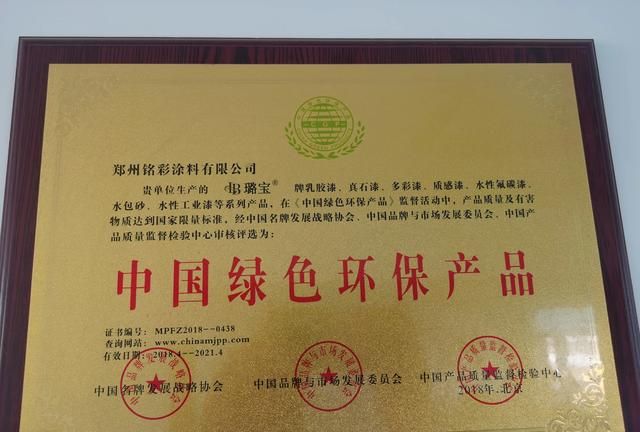 CGP
郑州铭彩涂料有限公司
贵单位生产的 璐宝® 牌乳胶漆、真石漆、多彩漆、质感漆、水性氟碳漆、
水包砂、水性工业漆等系列产品，在《中国绿色环保产品》监督活动中，产品质量及有害
物质达到国家限量标准，经中国名牌发展战略协会、中国品牌与市场发展委员会、中国产
品质量监督检验中心审核评选为：
中国绿色环保产品
证书编号：MPFZ2018--0438
查询网站：www.chinamjpp.com
有效日期：2018.4--2021.4
中国名牌发展战略协会 中国品牌与市场发展委员会 中国产品质量监督检验中心
2018年.北京